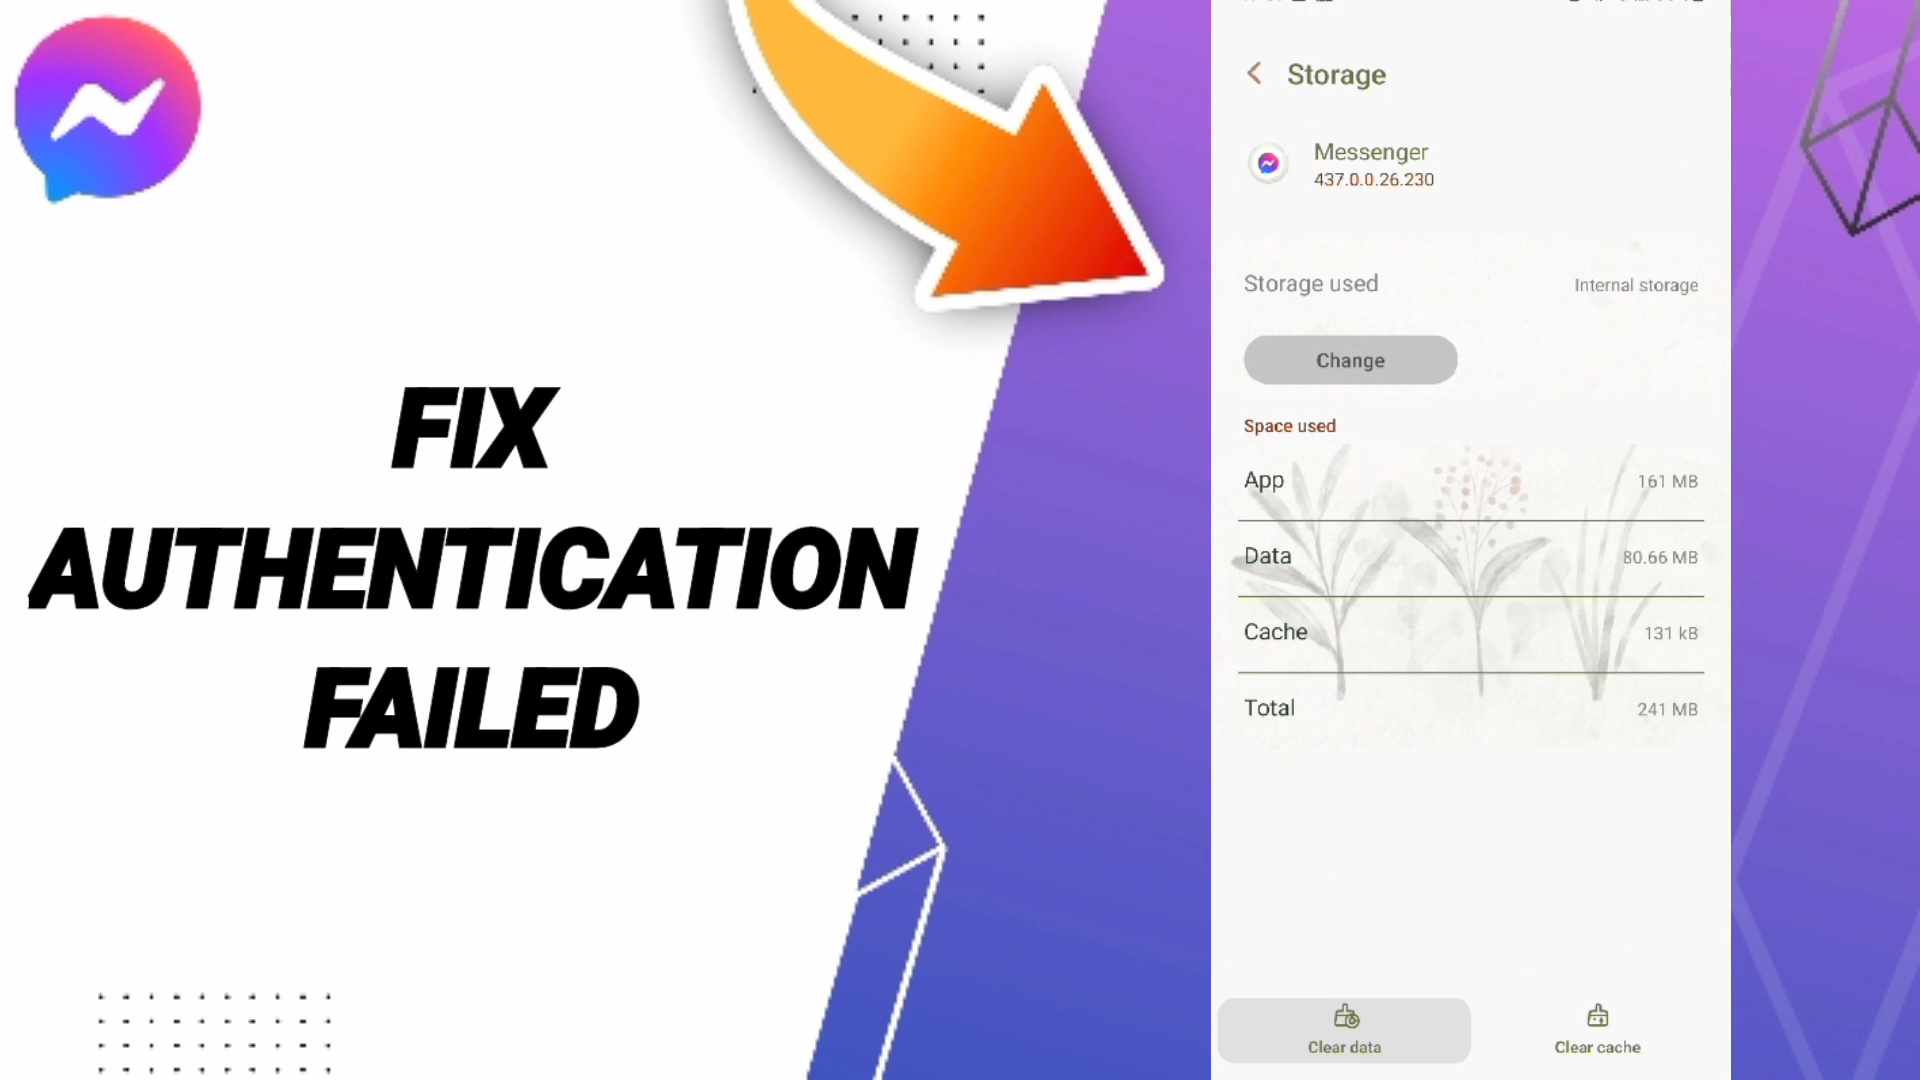 FIX
AUTHENTICATION
FAILED
Storage
Messenger
437.0.0.26.230
Storage used
Internal storage
Change
Space used
App
161 MB
Data
80.66 MB
Cache
131 kB
Total
241 MB
Clear data
Clear cache